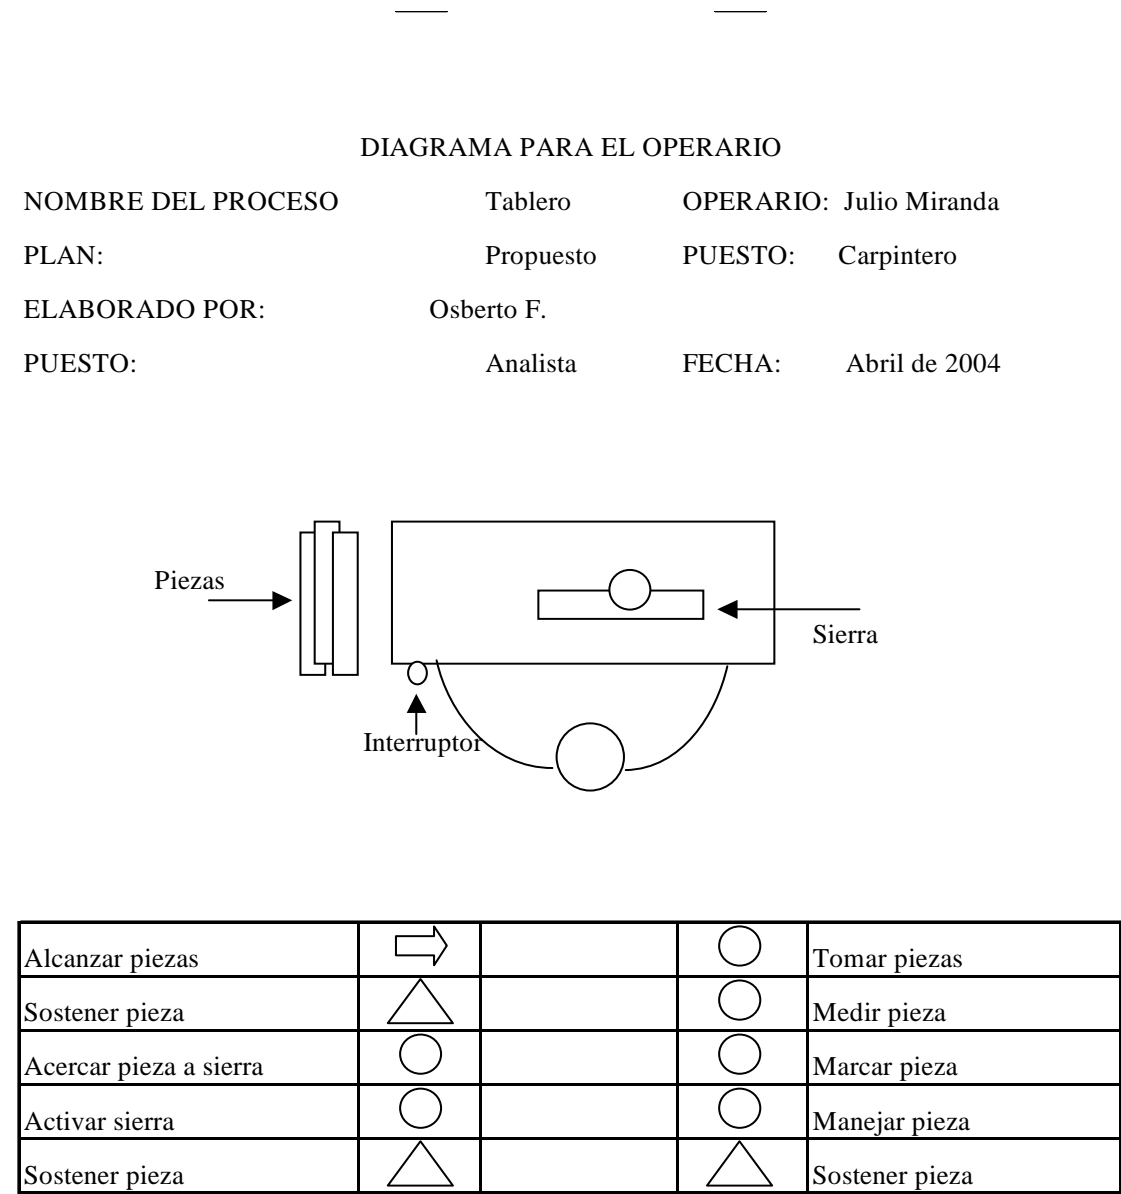 DIAGRAMA PARA EL OPERARIO
NOMBRE DEL PROCESO Tablero OPERARIO: Julio Miranda
PLAN: Propuesto PUESTO: Carpintero
ELABORADO POR: Osberto F.
PUESTO: Analista FECHA: Abril de 2004
Piezas
Sierra
Interruptor
Alcanzar piezas Tomar piezas
Sostener pieza Medir pieza
Acercar pieza a sierra Marcar pieza
Activar sierra Manejar pieza
Sostener pieza Sostener pieza